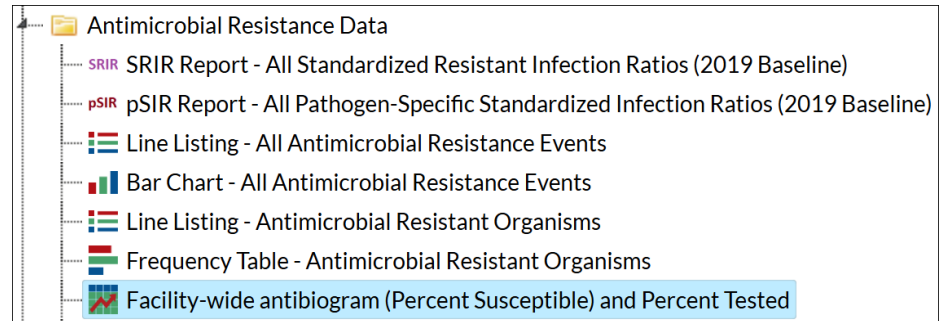 Antimicrobial Resistance Data
SRIR SRIR Report - All Standardized Resistant Infection Ratios (2019 Baseline)
pSIR pSIR Report - All Pathogen-Specific Standardized Infection Ratios (2019 Baseline)
Line Listing - All Antimicrobial Resistance Events
Bar Chart - All Antimicrobial Resistance Events
Line Listing - Antimicrobial Resistant Organisms
Frequency Table - Antimicrobial Resistant Organisms
Facility-wide antibiogram (Percent Susceptible) and Percent Tested